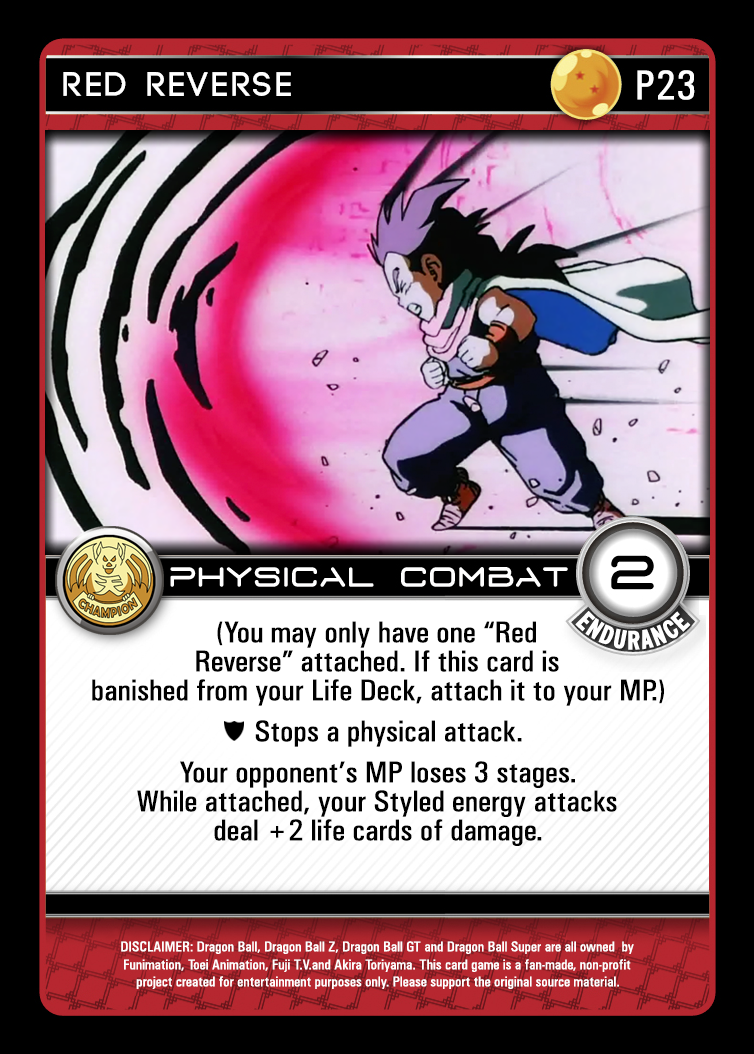 RED REVERSE
P23
CHAMPION
PHYSICAL COMBAT
2
ENDURANCE
(You may only have one “Red
Reverse” attached. If this card is
banished from your Life Deck, attach it to your MP.)
Stops a physical attack.
Your opponent’s MP loses 3 stages.
While attached, your Styled energy attacks
deal +2 life cards of damage.
DISCLAIMER: Dragon Ball, Dragon Ball Z, Dragon Ball GT and Dragon Ball Super are all owned by
Funimation, Toei Animation, Fuji T.V.and Akira Toriyama. This card game is a fan-made, non-profit
project created for entertainment purposes only. Please support the original source material.